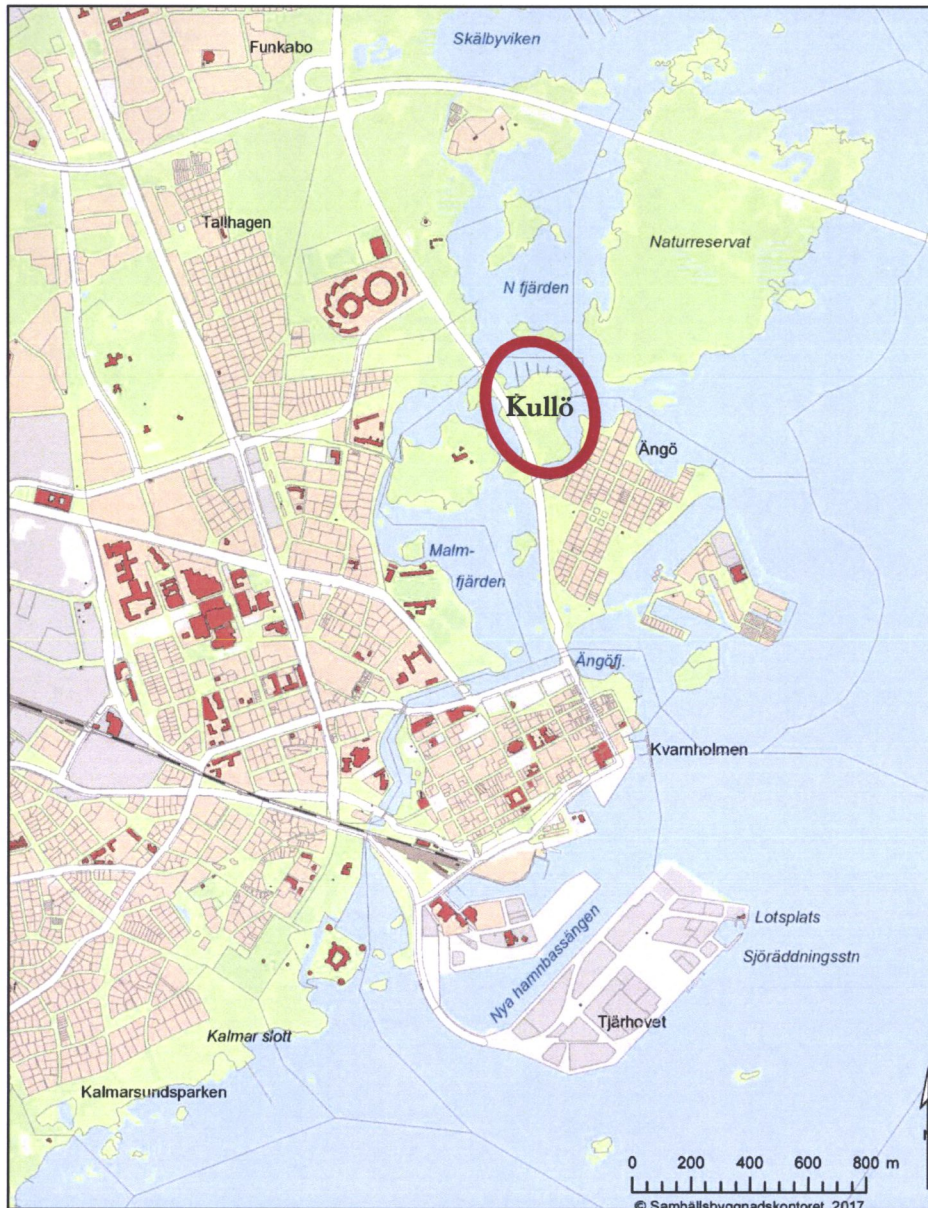 Skälbyviken
Funkabo
Tallhagen
Naturreservat
N fjärden
Kullö
Ängö
Malm-
fjärden
Ängöfj.
Kvarnholmen
Lotsplats
Nya hamnbassängen
Sjöräddningsstn
Tjärhovet
Kalmar slott
Kalmarsundsparken
N
0 200 400 600 800 m
© Samhällsbyggnadskontoret, 2017